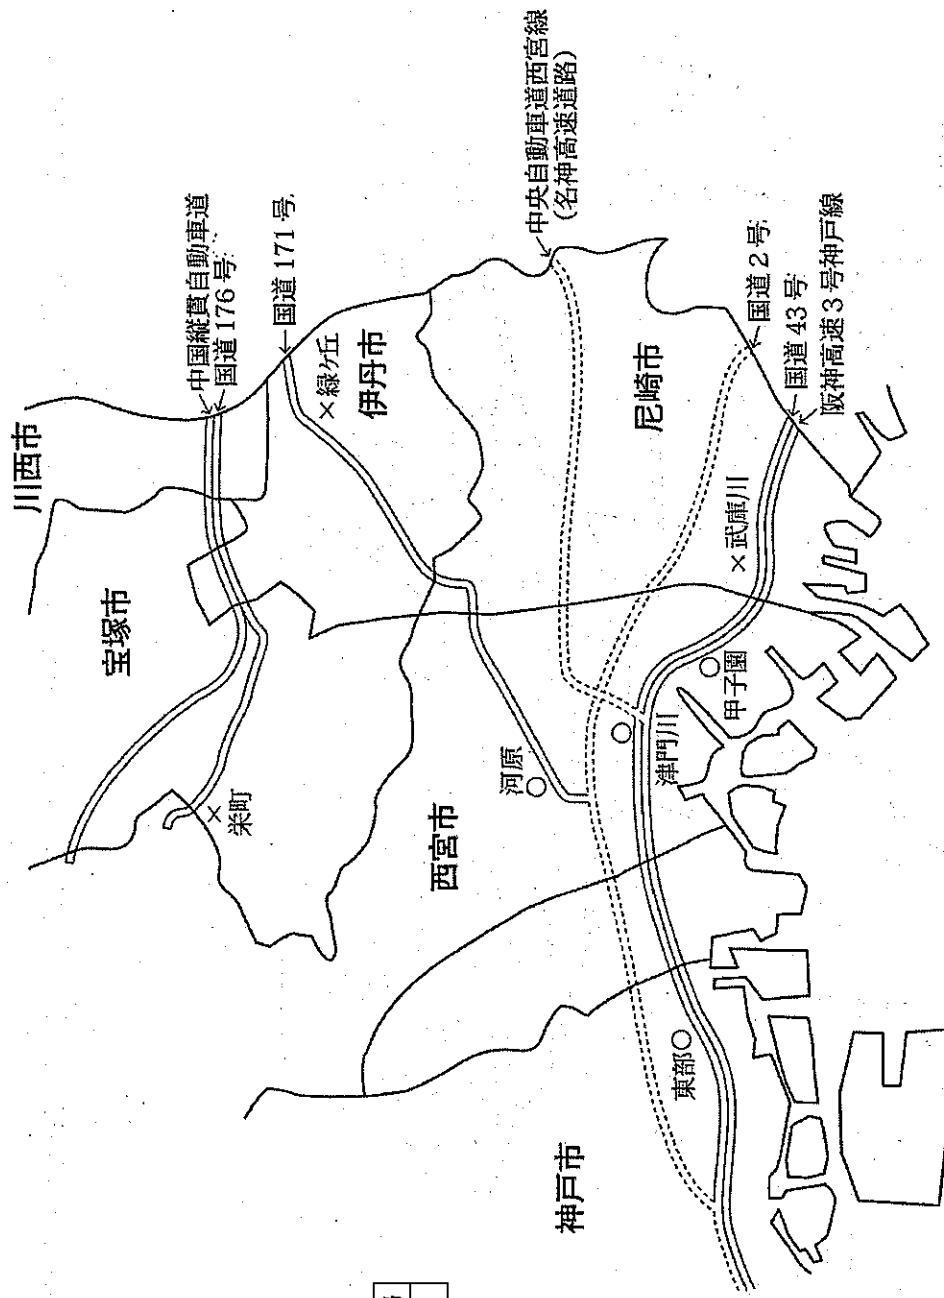 川西市
中国縦貫自動車道
国道176号
国道171号
×緑ケ丘
伊丹市
宝塚市
×
栄町
中央自動車道西宮線
(名神高速道路)
尼崎市
国道2号
国道43号
阪神高速3号神戸線
×武庫川
甲子園
津門川
河原
西宮市
東部
神戸市